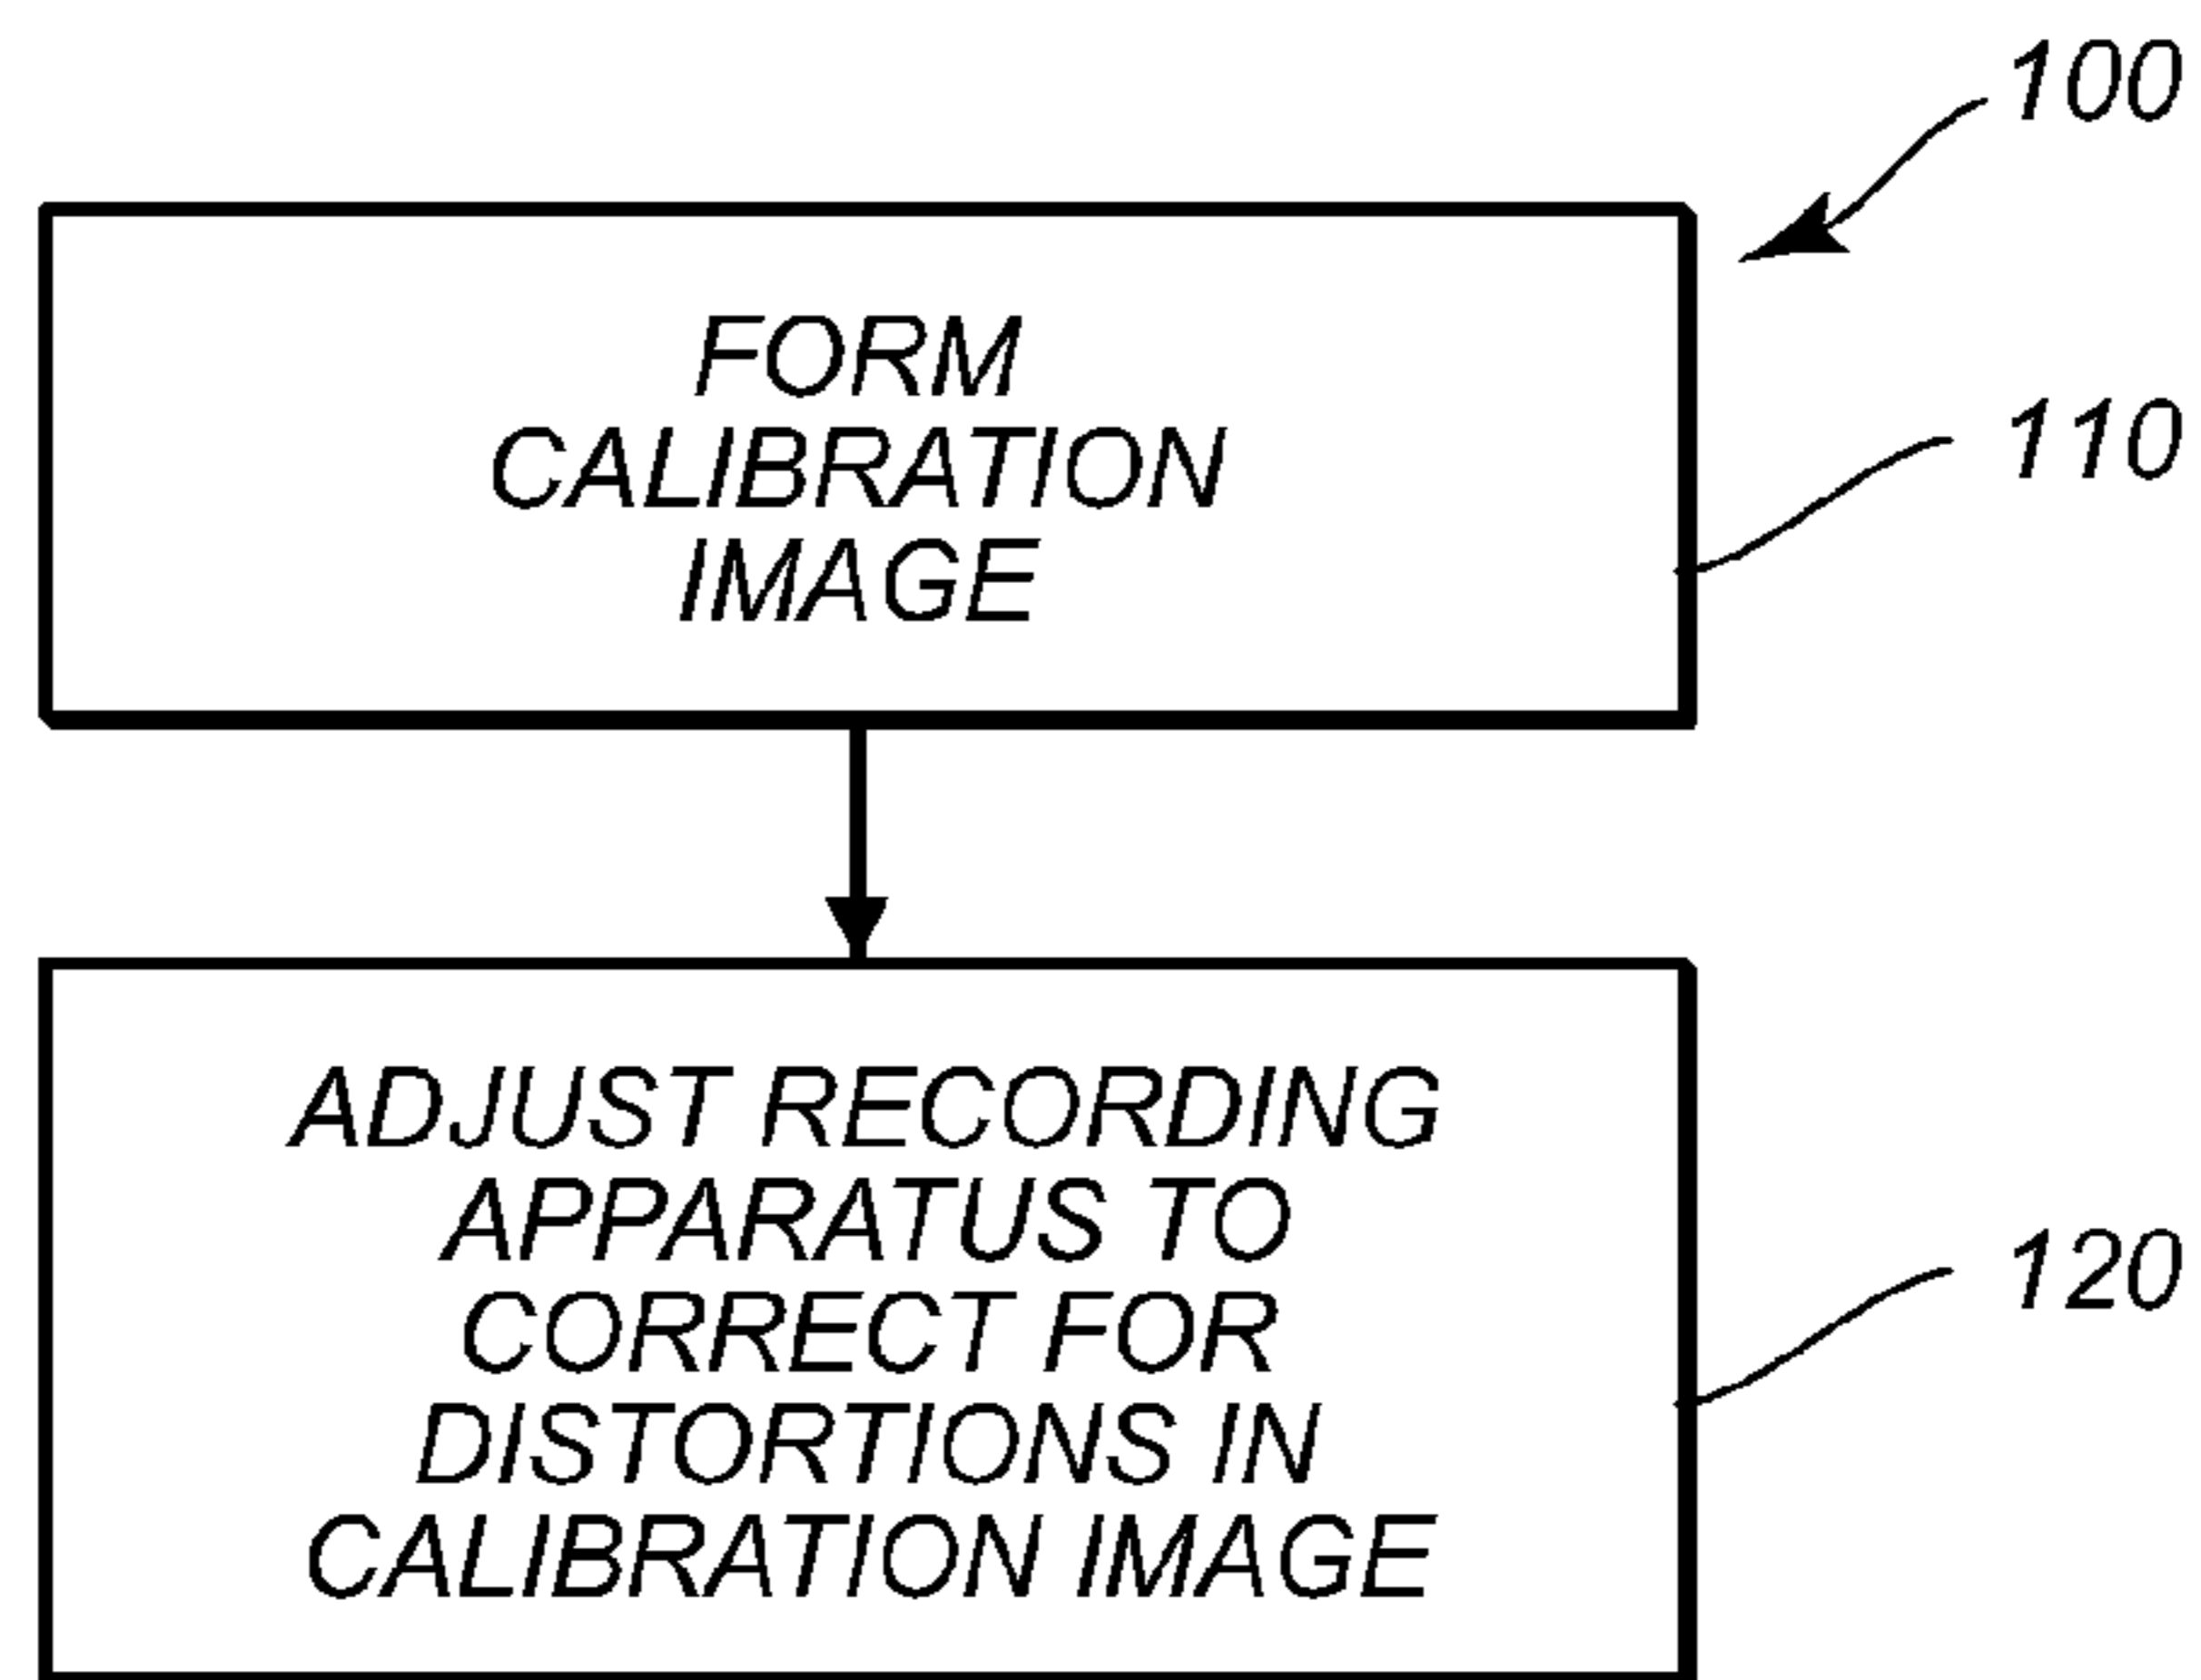 100
FORM
CALIBRATION
IMAGE
110
ADJUST RECORDING
APPARATUS TO
CORRECT FOR
DISTORTIONS IN
CALIBRATION IMAGE
120